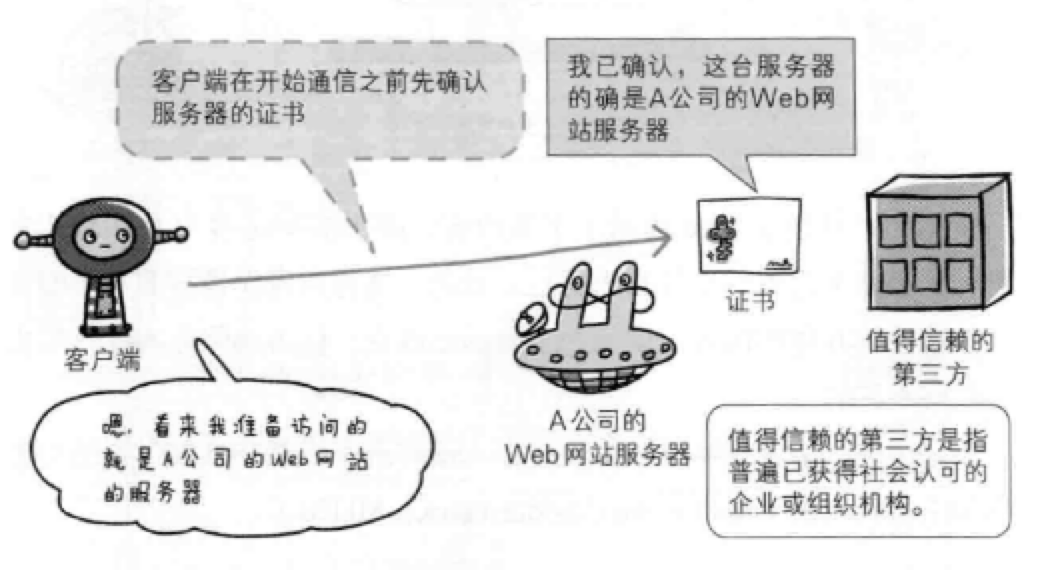 客户端在开始通信之前先确认
服务器的证书
我已确认，这台服务器
的确是A公司的Web网
站服务器
客户端
证书
值得信赖的
第三方
嗯，看来我准备访问的
就是A公司的Web网站
的服务器
A公司的
Web网站服务器
值得信赖的第三方是指
普遍已获得社会认可的
企业或组织机构。